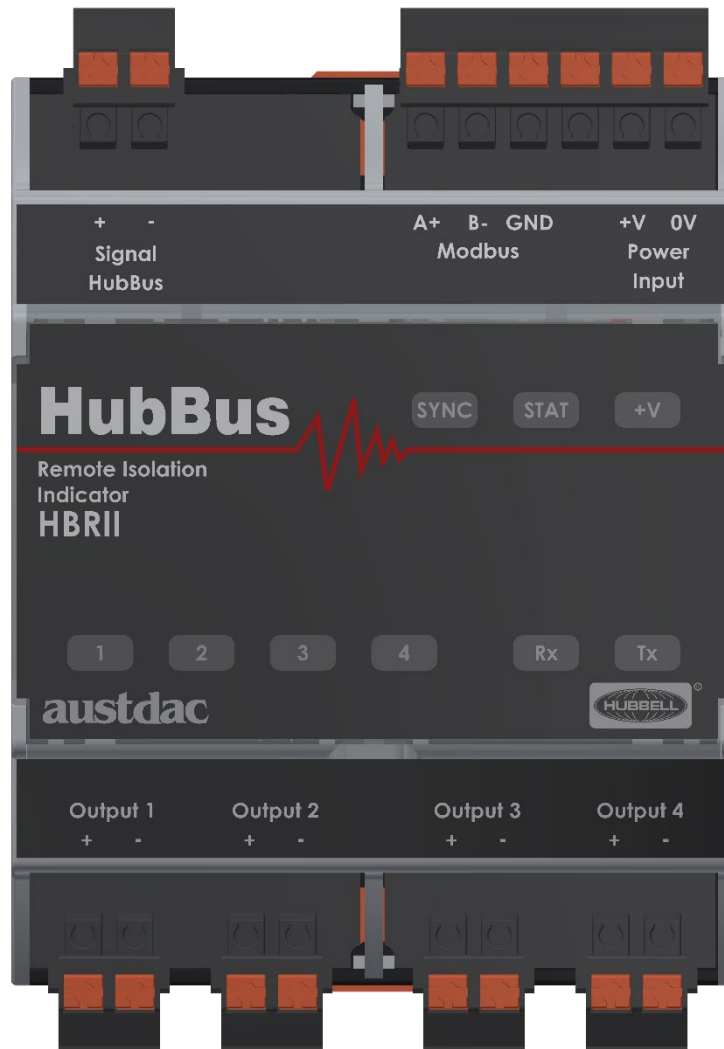 + - A+ B- GND +V 0V
Signal Modbus Power
HubBus Input
HubBus SYNC STAT +V
Remote Isolation
Indicator
HBRII
1 2 3 4 Rx Tx
austdac HUBBELL ®
Output 1 Output 2 Output 3 Output 4
+ - + - + - + -